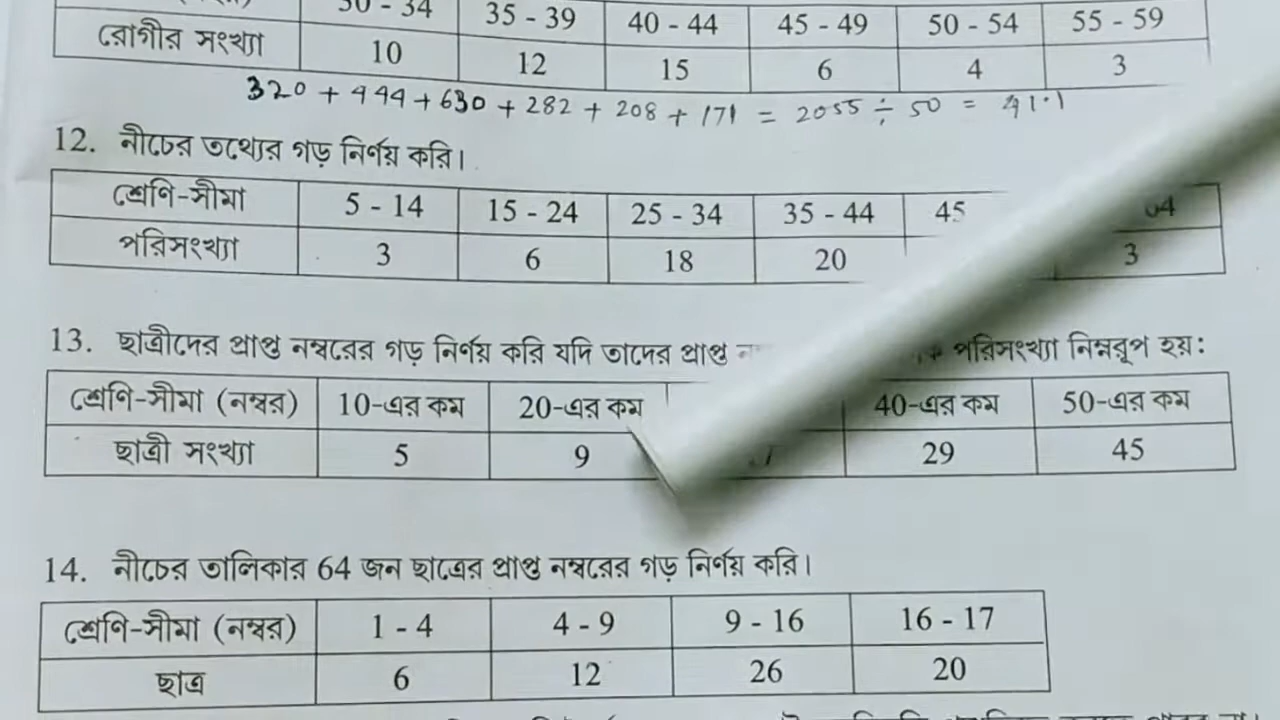 30 - 34 35 - 39 40 - 44 45 - 49 50 - 54 55 - 59
রোগীর সংখ্যা 10 12 15 6 4 3
320 + 444 + 630 + 282 + 208 + 171 = 2055 ÷ 50 = 41.1
12. নীচের তথ্যের গড় নির্ণয় করি।
শ্রেণি-সীমা 5 - 14 15 - 24 25 - 34 35 - 44 45
পরিসংখ্যা 3 6 18 20 3
13. ছাত্রীদের প্রাপ্ত নম্বরের গড় নির্ণয় করি যদি তাদের প্রাপ্ত পরিসংখ্যা নিম্নরূপ হয়:
শ্রেণি-সীমা (নম্বর) 10-এর কম 20-এর কম 40-এর কম 50-এর কম
ছাত্রী সংখ্যা 5 9 29 45
14. নীচের তালিকার 64 জন ছাত্রের প্রাপ্ত নম্বরের গড় নির্ণয় করি।
শ্রেণি-সীমা (নম্বর) 1 - 4 4 - 9 9 - 16 16 - 17
ছাত্র 6 12 26 20